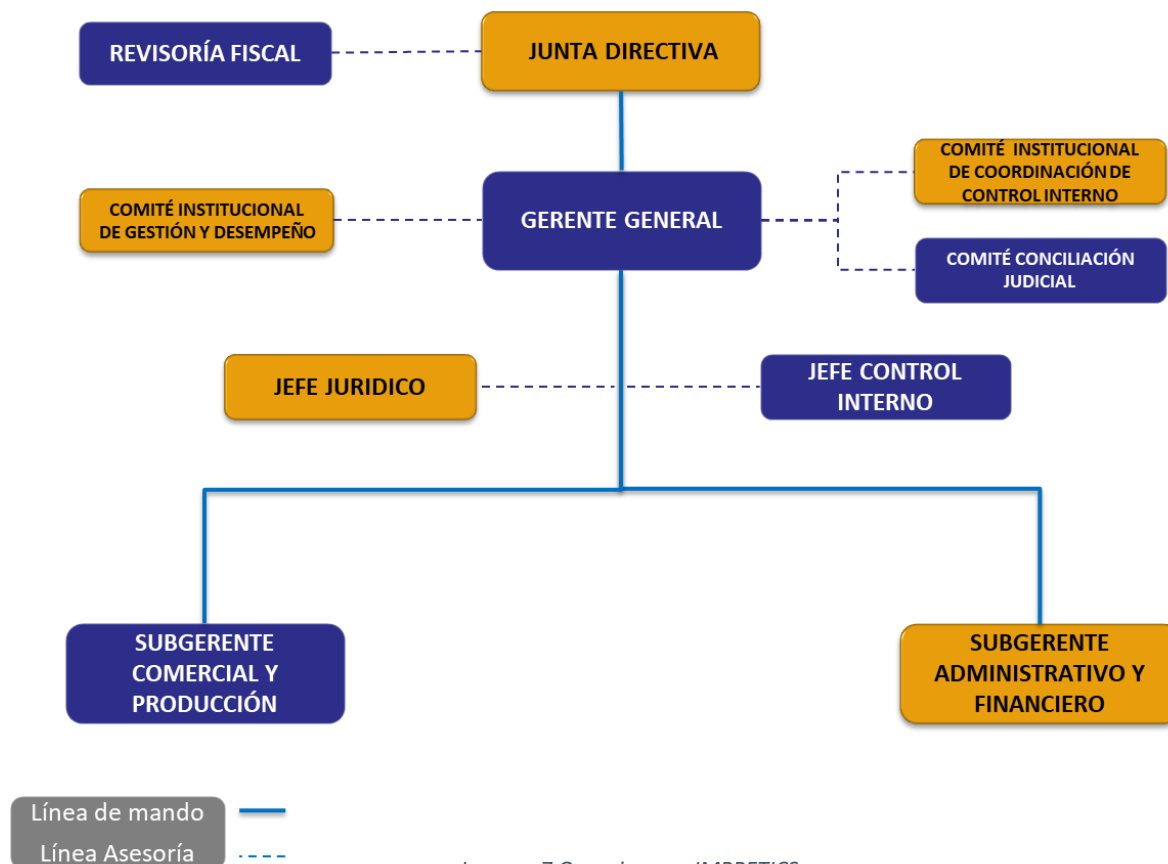 REVISORÍA FISCAL
JUNTA DIRECTIVA
COMITÉ INSTITUCIONAL
DE COORDINACIÓN DE
CONTROL INTERNO
COMITÉ INSTITUCIONAL
DE GESTIÓN Y DESEMPEÑO
GERENTE GENERAL
COMITÉ CONCILIACIÓN
JUDICIAL
JEFE JURIDICO
JEFE CONTROL
INTERNO
SUBGERENTE
COMERCIAL Y
PRODUCCIÓN
SUBGERENTE
ADMINISTRATIVO Y
FINANCIERO
Línea de mando
Línea Asesoría